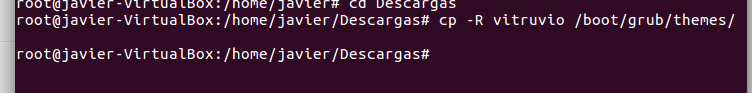 root@javier-VirtualBox:/home/javier# cd Descargas
root@javier-VirtualBox:/home/javier/Descargas# cp -R vitruvio /boot/grub/themes/
root@javier-VirtualBox:/home/javier/Descargas#